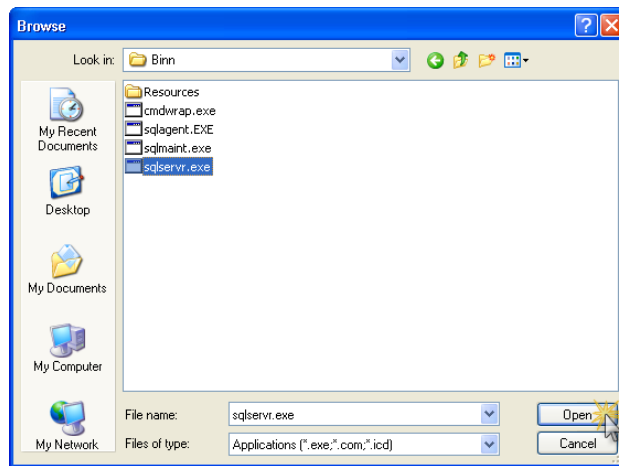 Browse
Look in: Binn
Resources
cmdwrap.exe
sqlagent.EXE
sqlmaint.exe
sqlservr.exe
My Recent
Documents
Desktop
My Documents
My Computer
My Network
File name: sqlservr.exe Open
Files of type: Applications (*.exe;*.com;*.icd) Cancel